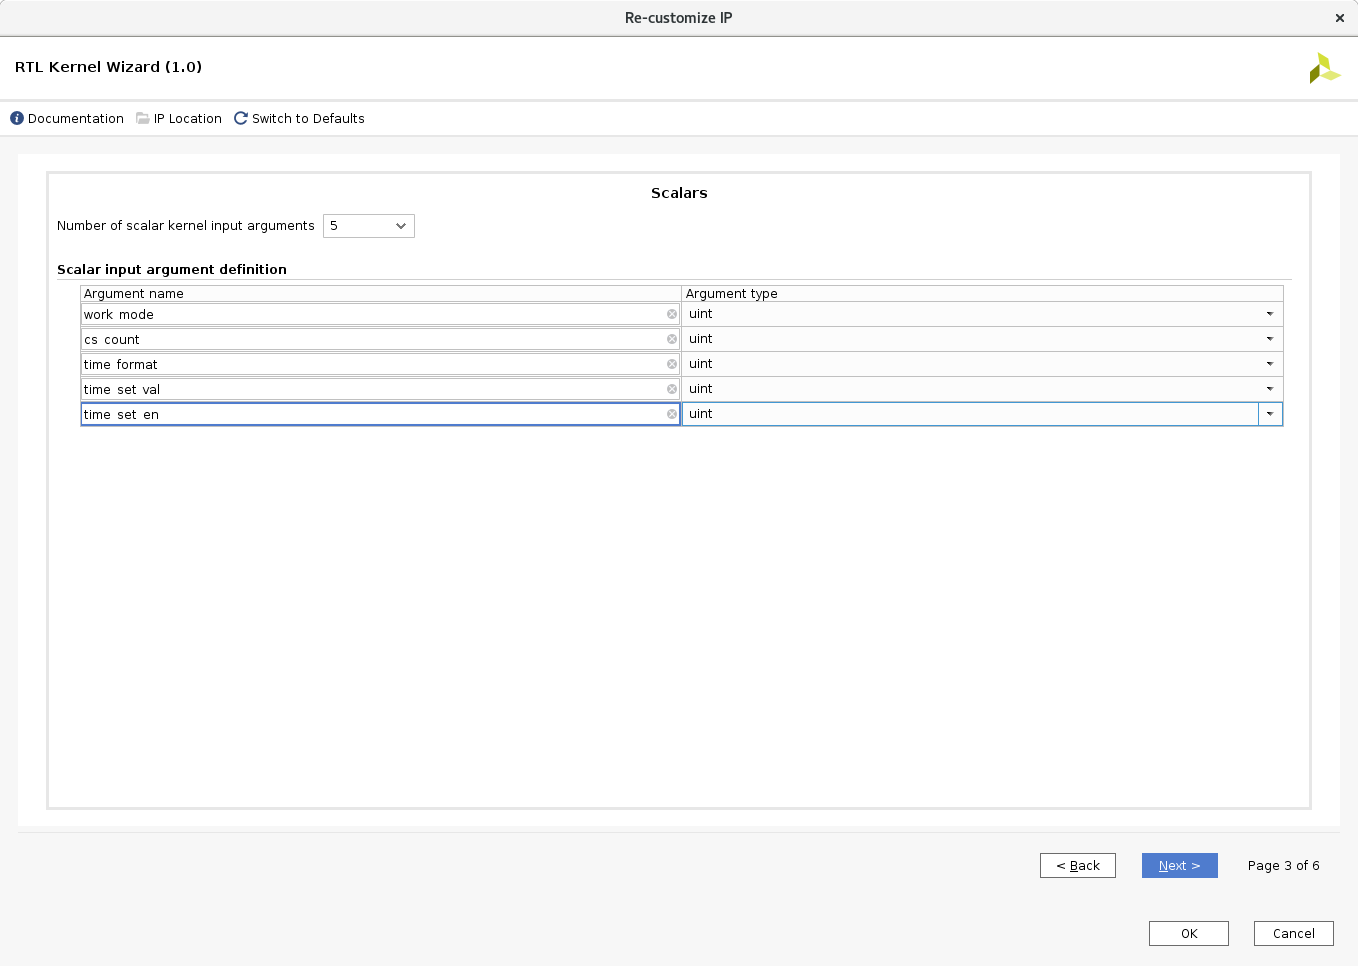 Re-customize IP
RTL Kernel Wizard (1.0)
Documentation IP Location Switch to Defaults
Scalars
Number of scalar kernel input arguments 5
Scalar input argument definition
Argument name Argument type
work_mode uint
cs_count uint
time_format uint
time_set_val uint
time_set_en uint
< Back Next > Page 3 of 6
OK Cancel